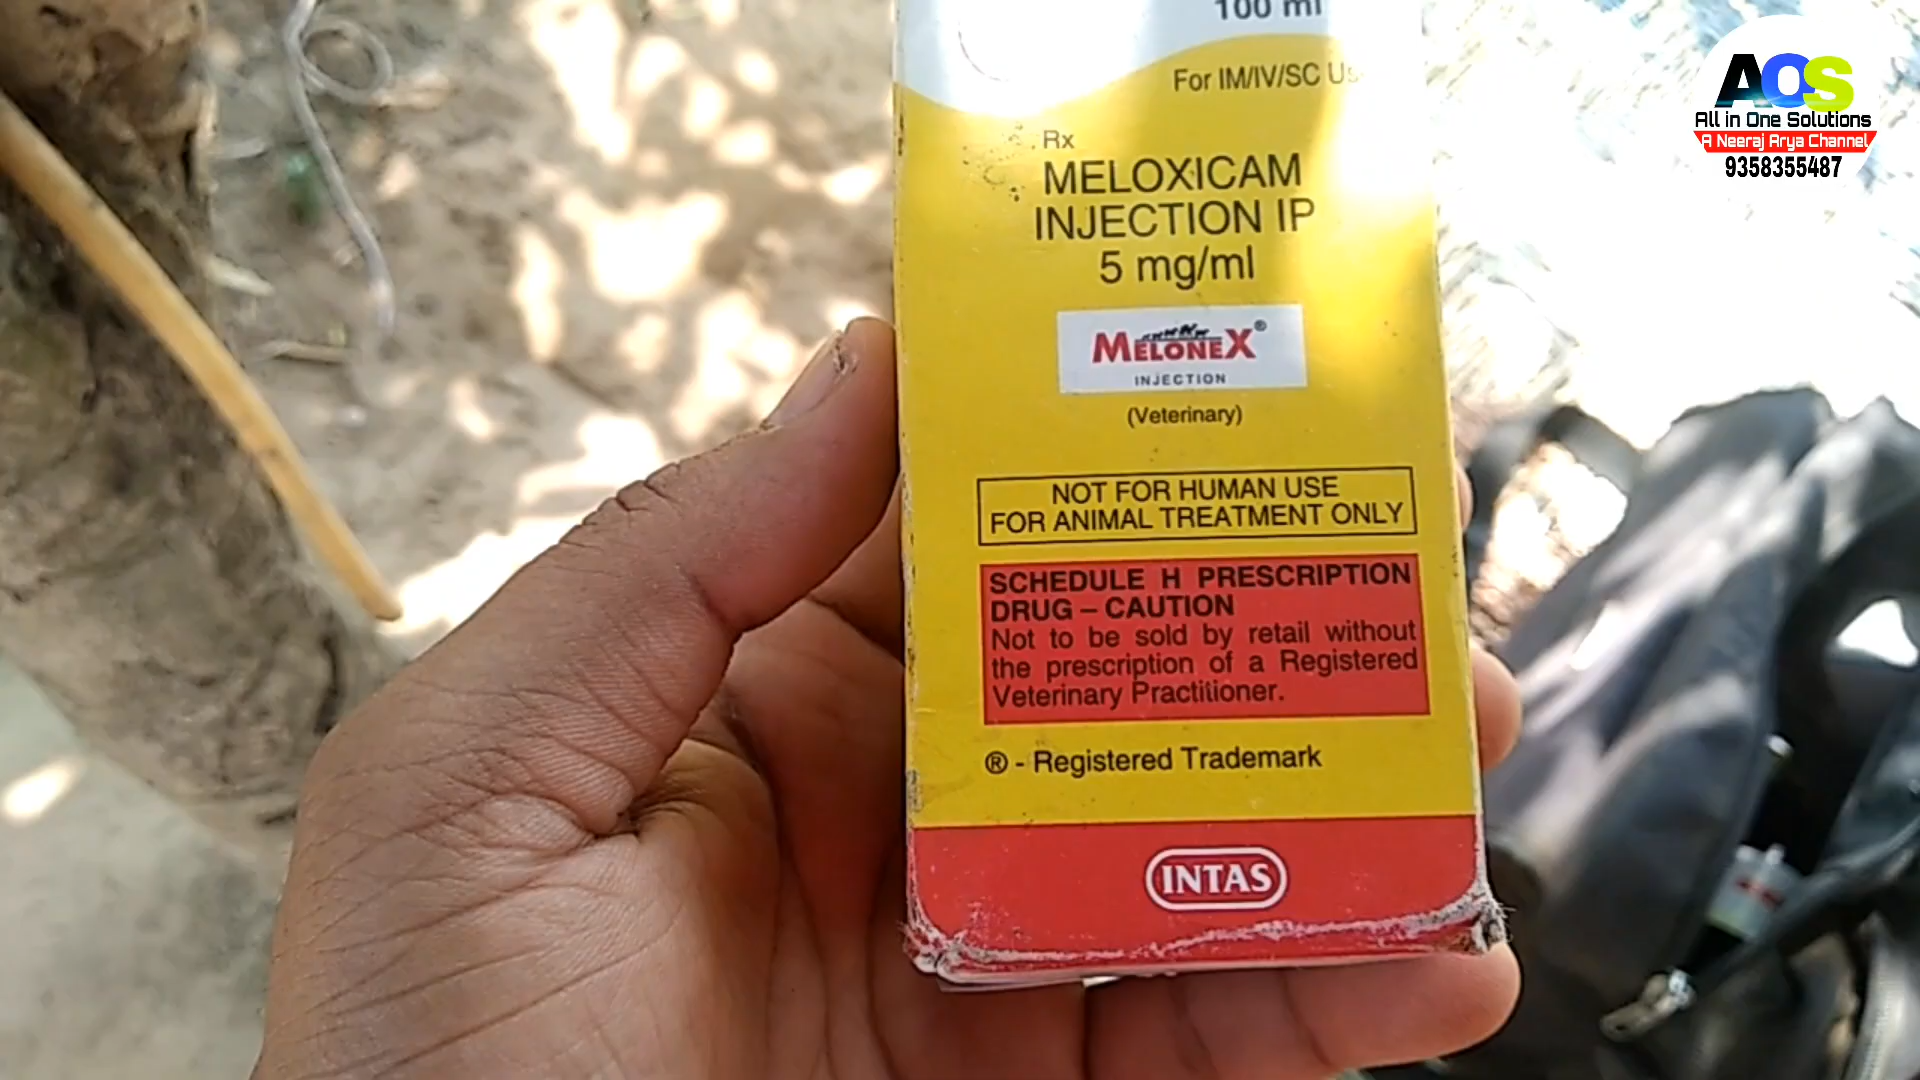 100 ml
For IM/IV/SC Us
Rx
MELOXICAM
INJECTION IP
5 mg/ml
MELONEX®
INJECTION
(Veterinary)
NOT FOR HUMAN USE
FOR ANIMAL TREATMENT ONLY
SCHEDULE H PRESCRIPTION
DRUG – CAUTION
Not to be sold by retail without
the prescription of a Registered
Veterinary Practitioner.
® - Registered Trademark
INTAS
AOS
All in One Solutions
A Neeraj Arya Channel
9358355487